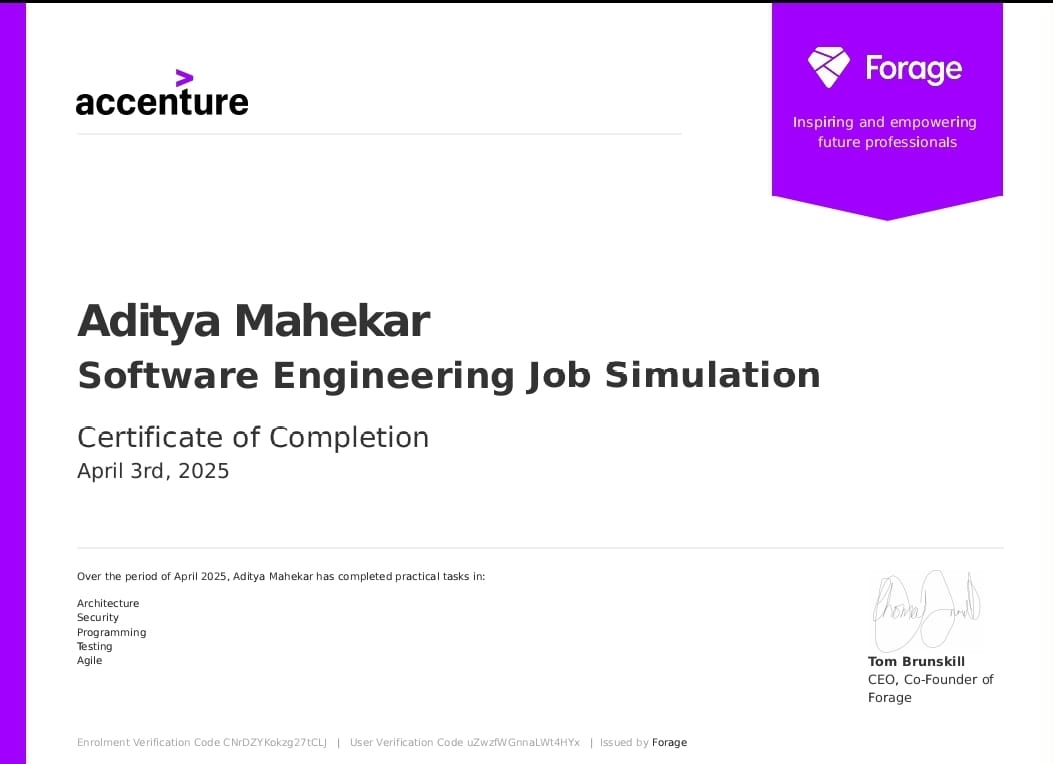 accenture
Forage
Inspiring and empowering
future professionals
Aditya Mahekar
Software Engineering Job Simulation
Certificate of Completion
April 3rd, 2025
Over the period of April 2025, Aditya Mahekar has completed practical tasks in:
Architecture
Security
Programming
Testing
Agile
Tom Brunskill
CEO, Co-Founder of
Forage
Enrolment Verification Code CNrDZYKokzg27tCLJ | User Verification Code uZwzfWGnnaLWt4HYx | Issued by Forage